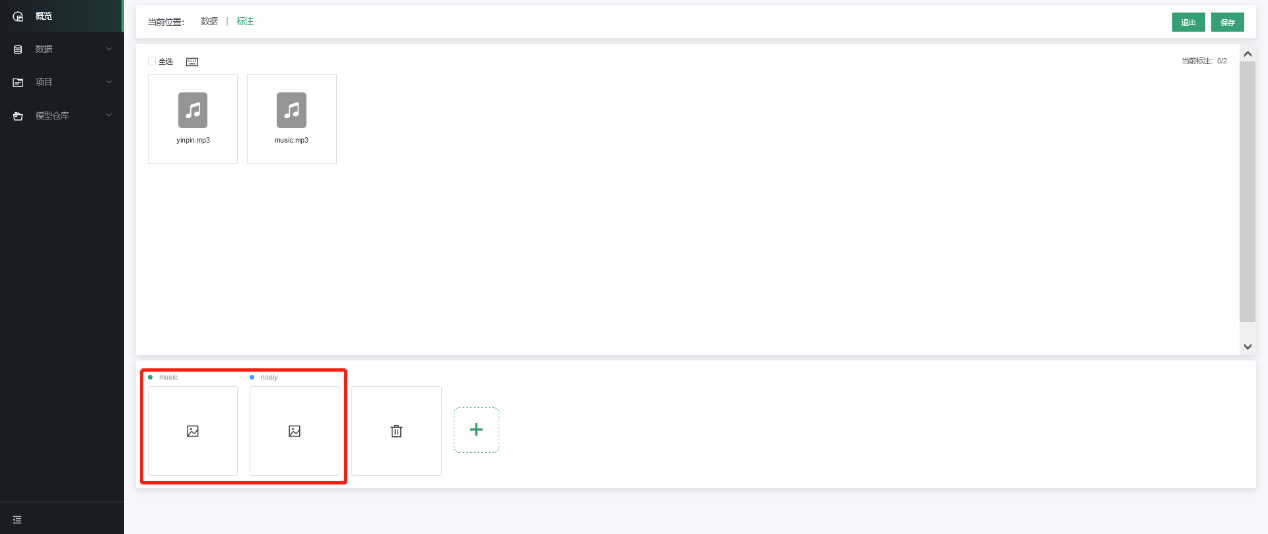 概览
数据
项目
模型仓库
当前位置： 数据 | 标注
退出 保存
全选
当前标注：0/2
yinpin.mp3 music.mp3
music nosiy